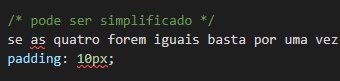 /* pode ser simplificado */
se as quatro forem iguais basta por uma vez
padding: 10px;